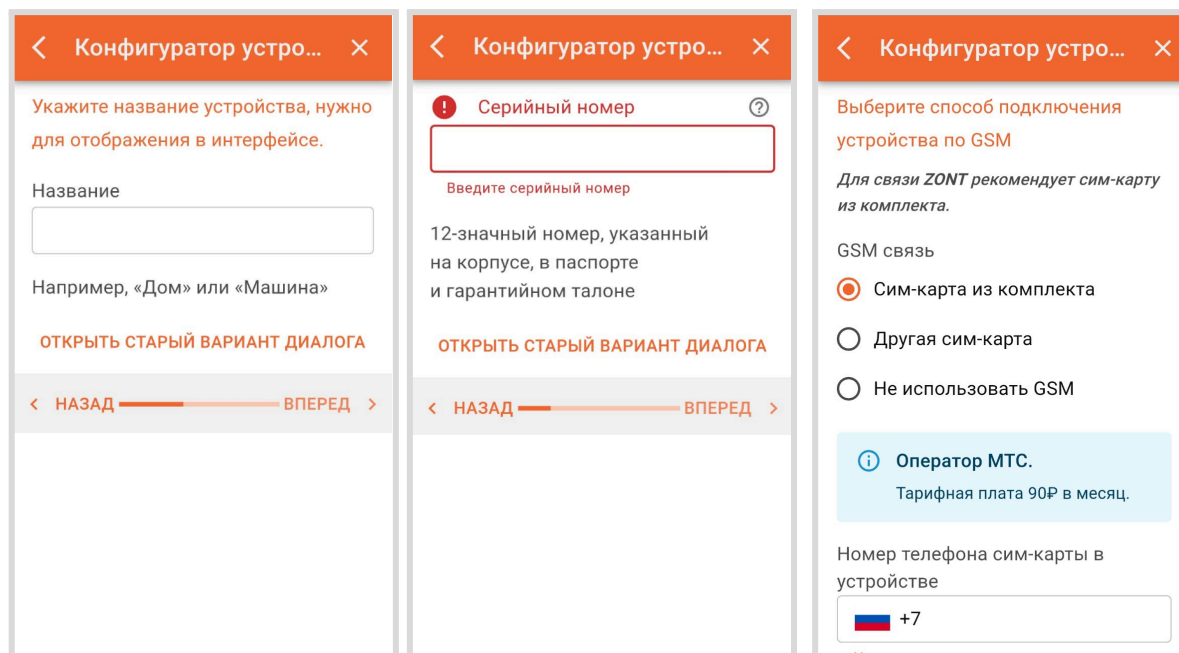 Конфигуратор устро...
Укажите название устройства, нужно
для отображения в интерфейсе.
Название
Например, «Дом» или «Машина»
ОТКРЫТЬ СТАРЫЙ ВАРИАНТ ДИАЛОГА
НАЗАД
ВПЕРЕД
Конфигуратор устро...
Серийный номер
Введите серийный номер
12-значный номер, указанный
на корпусе, в паспорте
и гарантийном талоне
ОТКРЫТЬ СТАРЫЙ ВАРИАНТ ДИАЛОГА
НАЗАД
ВПЕРЕД
Конфигуратор устро...
Выберите способ подключения
устройства по GSM
Для связи ZONT рекомендует сим-карту
из комплекта.
GSM связь
Сим-карта из комплекта
Другая сим-карта
Не использовать GSM
Оператор МТС.
Тарифная плата 90₽ в месяц.
Номер телефона сим-карты в
устройстве
+7